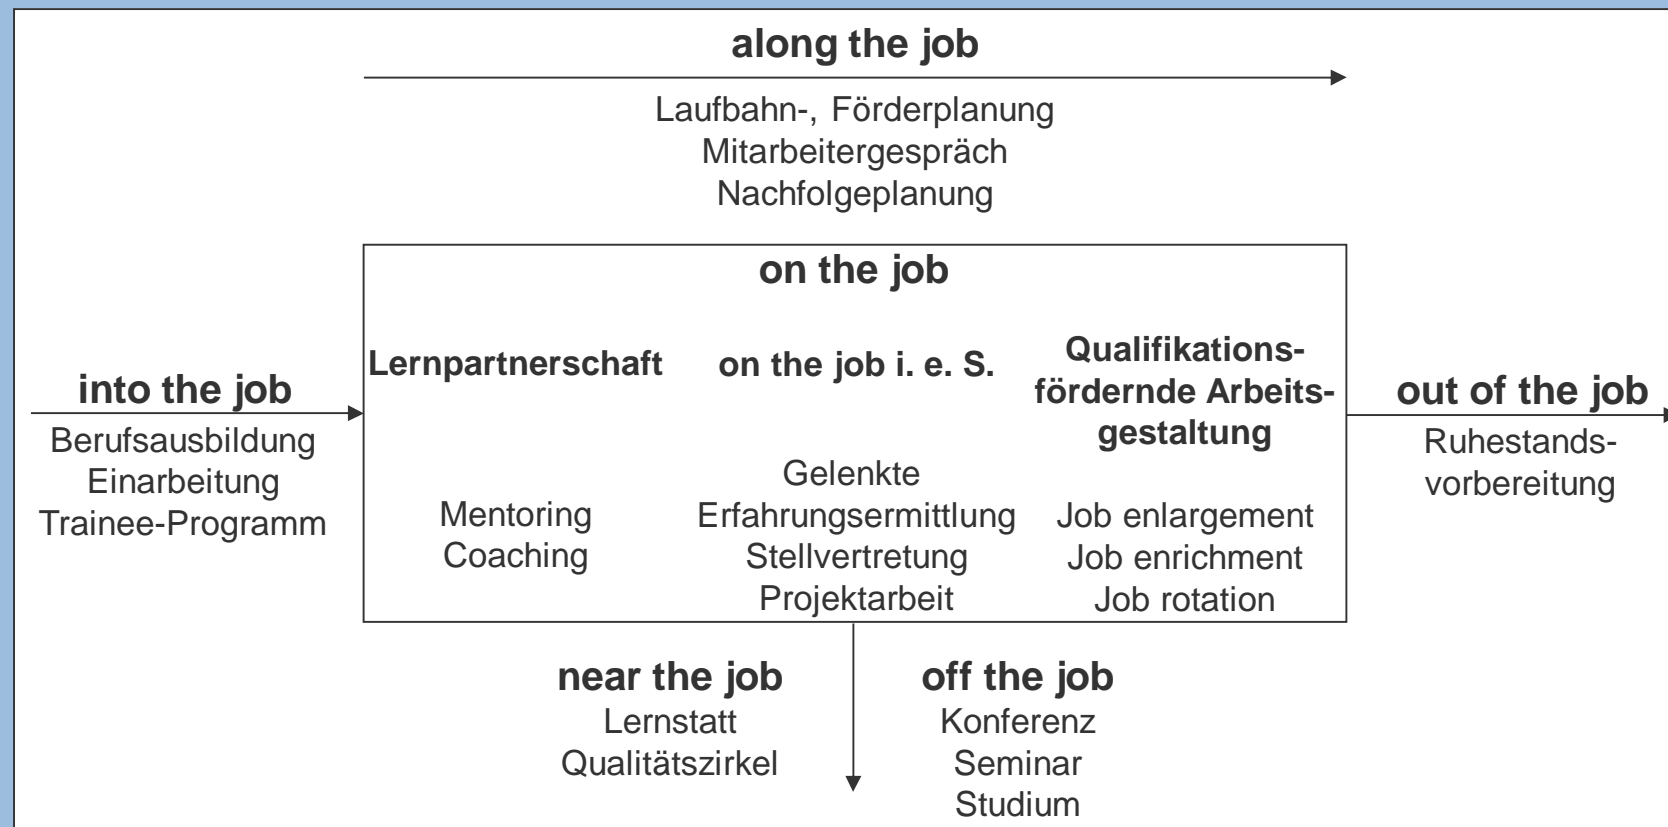 along the job
Laufbahn-, Förderplanung
Mitarbeitergespräch
Nachfolgeplanung
into the job
Berufsausbildung
Einarbeitung
Trainee-Programm
on the job
Lernpartnerschaft
Mentoring
Coaching
on the job i. e. S.
Gelenkte
Erfahrungsermittlung
Stellvertretung
Projektarbeit
Qualifikations-
fördernde Arbeits-
gestaltung
Job enlargement
Job enrichment
Job rotation
out of the job
Ruhestands-
vorbereitung
near the job
Lernstatt
Qualitätszirkel
off the job
Konferenz
Seminar
Studium